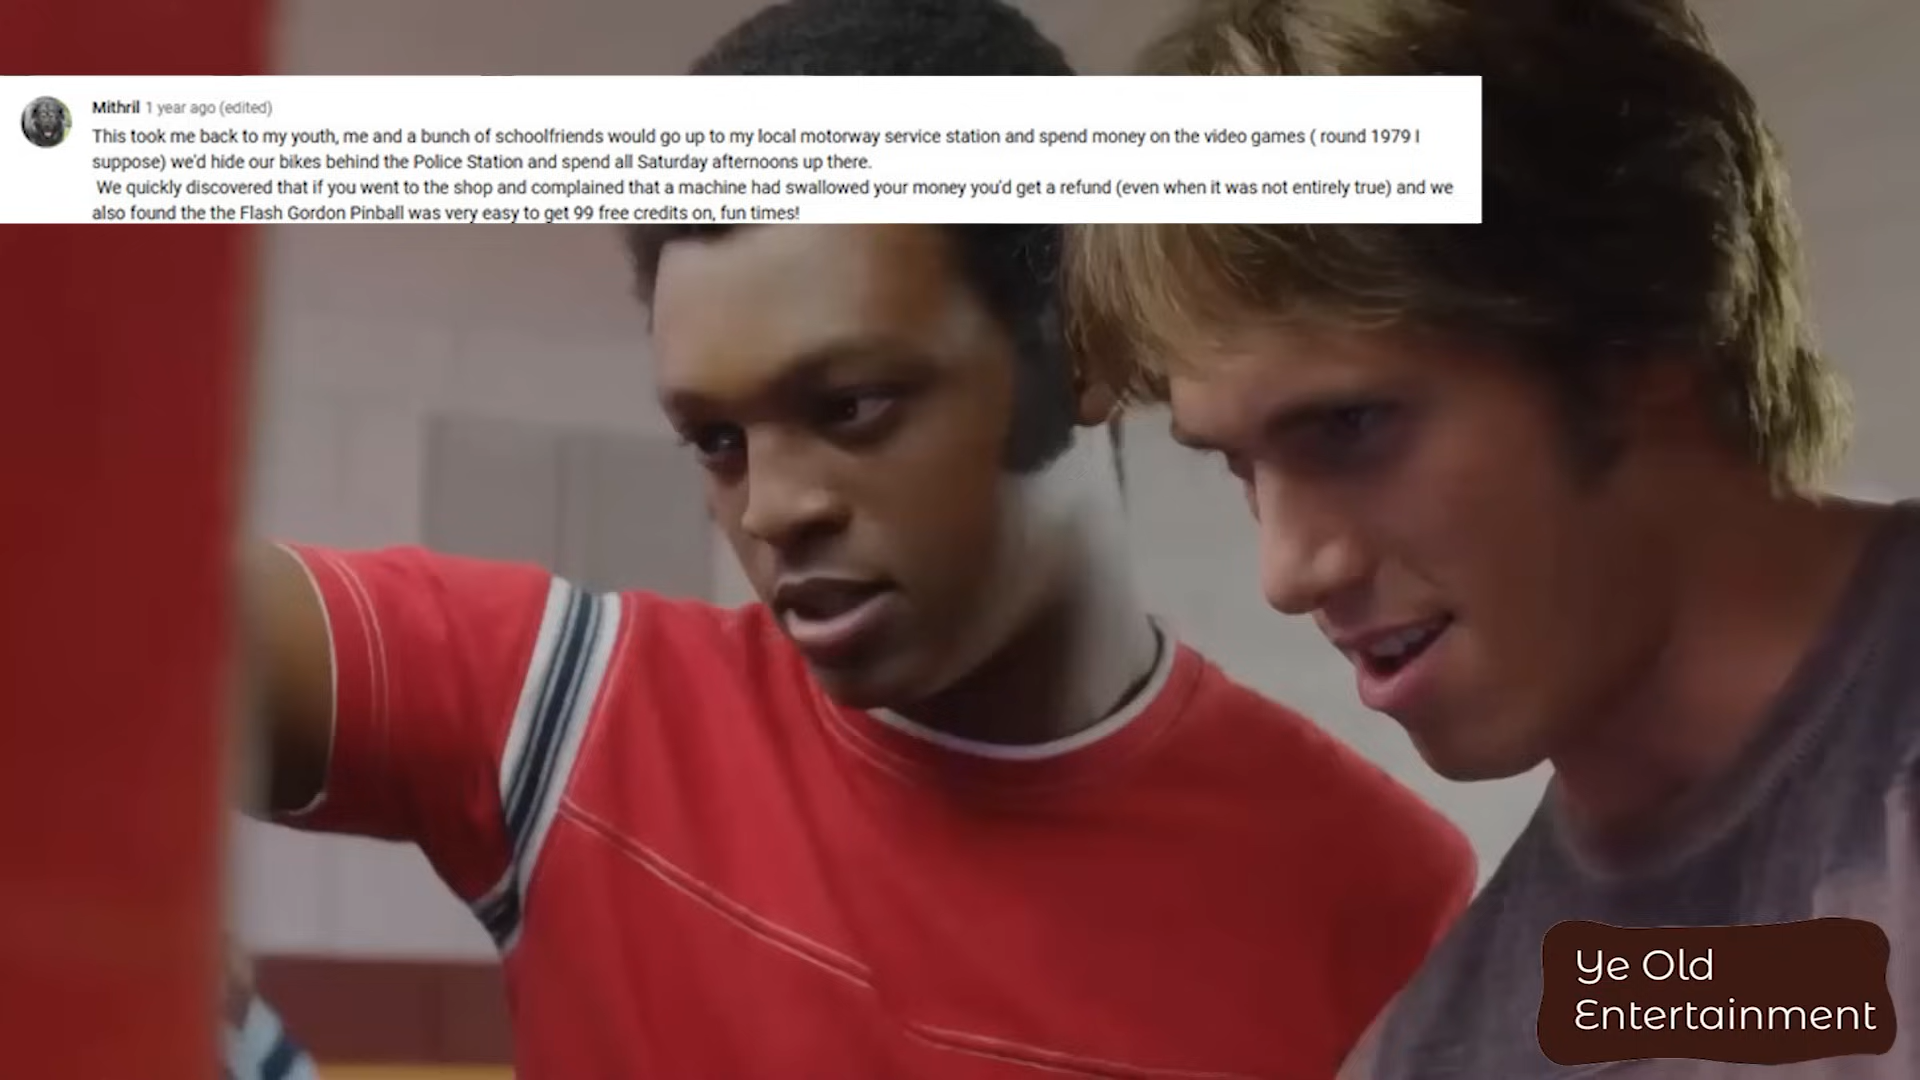 Mithril 1 year ago (edited)
This took me back to my youth, me and a bunch of schoolfriends would go up to my local motorway service station and spend money on the video games ( round 1979 I
suppose) we'd hide our bikes behind the Police Station and spend all Saturday afternoons up there.
We quickly discovered that if you went to the shop and complained that a machine had swallowed your money you'd get a refund (even when it was not entirely true) and we
also found the the Flash Gordon Pinball was very easy to get 99 free credits on, fun times!
Ye Old
Entertainment